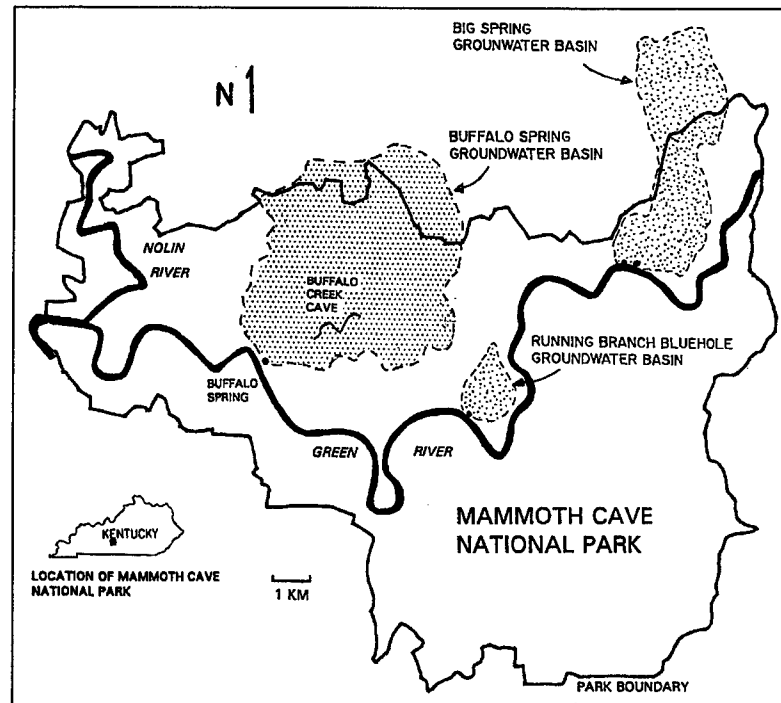 BIG SPRING
GROUNWATER BASIN
N
BUFFALO SPRING
GROUNDWATER BASIN
NOLIN
RIVER
BUFFALO
CREEK
CAVE
RUNNING BRANCH BLUEHOLE
GROUNDWATER BASIN
BUFFALO
SPRING
GREEN RIVER
MAMMOTH CAVE
NATIONAL PARK
KENTUCKY
LOCATION OF MAMMOTH CAVE
NATIONAL PARK
1 KM
PARK BOUNDARY